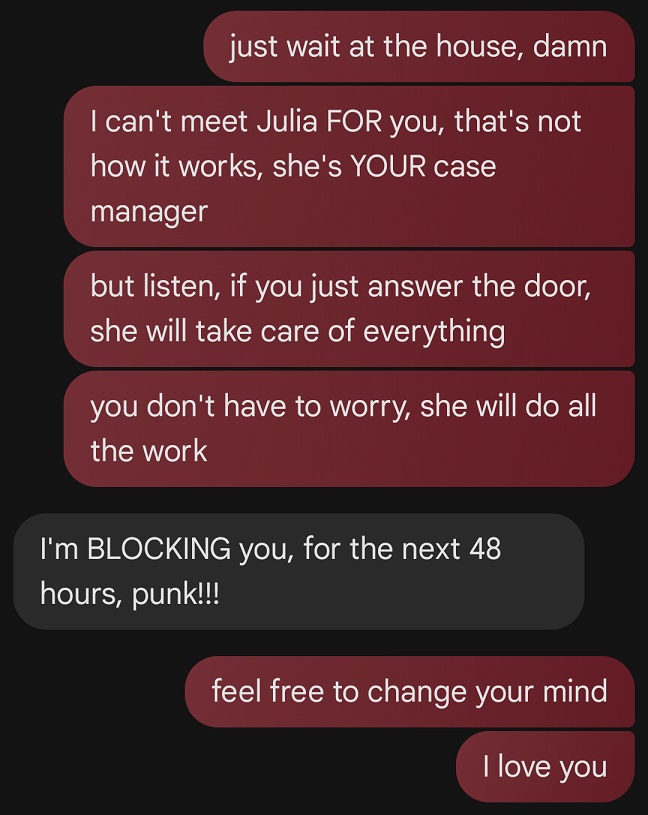 just wait at the house, damn
I can't meet Julia FOR you, that's not
how it works, she's YOUR case
manager
but listen, if you just answer the door,
she will take care of everything
you don't have to worry, she will do all
the work
I'm BLOCKING you, for the next 48
hours, punk!!!
feel free to change your mind
I love you